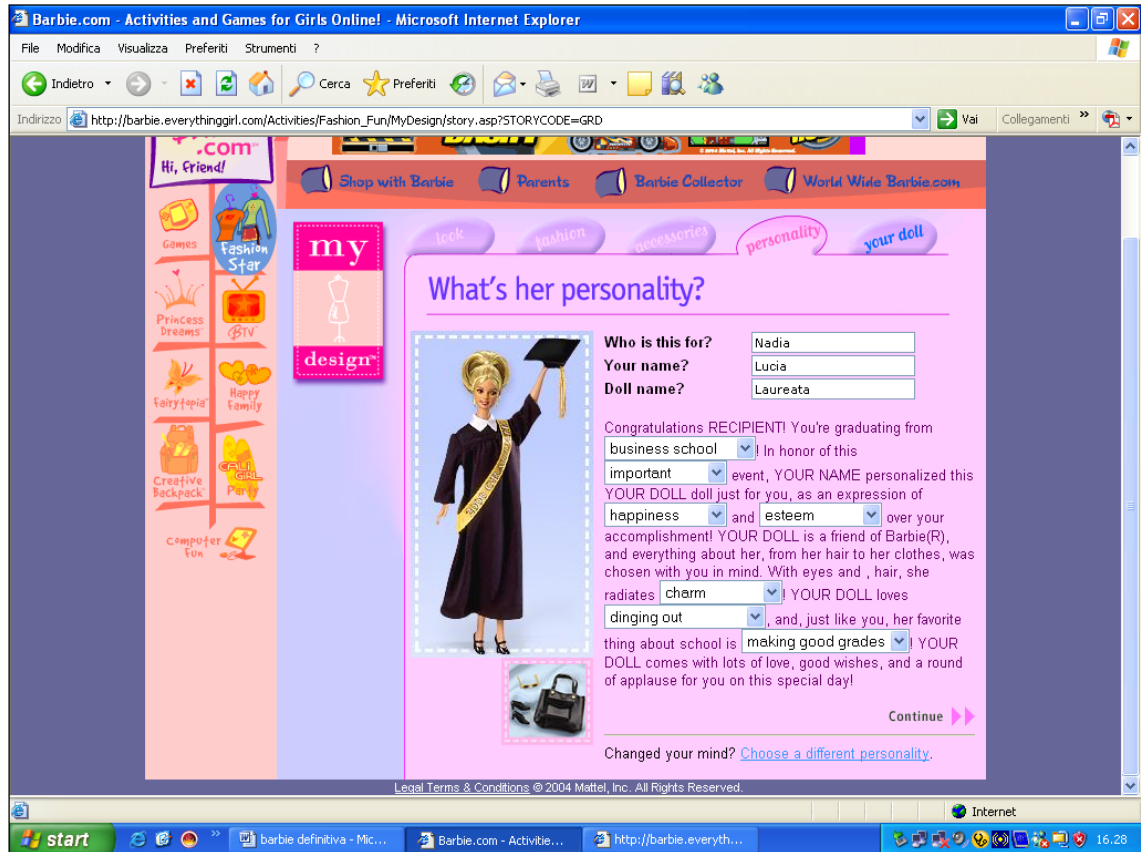 Barbie.com - Activities and Games for Girls Online! - Microsoft Internet Explorer
File Modifica Visualizza Preferiti Strumenti ?
Indietro Cerca Preferiti
Indirizzo http://barbie.everythinggirl.com/Activities/Fashion_Fun/MyDesign/story.asp?STORYCODE=GRD Vai Collegamenti »
.com
Hi, friend!
Shop with Barbie Parents Barbie Collector World Wide Barbie.com
Games
Fashion Star
Princess Dreams™
BTV™
Fairytopia™
Happy Family
Creative Backpack™
CALI GIRL Party
Computer Fun
my
design™
look fashion accessories personality your doll
What's her personality?
Who is this for? Nadia
Your name? Lucia
Doll name? Laureata
Congratulations RECIPIENT! You're graduating from
business school ! In honor of this
important event, YOUR NAME personalized this
YOUR DOLL doll just for you, as an expression of
happiness and esteem over your
accomplishment! YOUR DOLL is a friend of Barbie(R),
and everything about her, from her hair to her clothes, was
chosen with you in mind. With eyes and , hair, she
radiates charm ! YOUR DOLL loves
dinging out , and, just like you, her favorite
thing about school is making good grades ! YOUR
DOLL comes with lots of love, good wishes, and a round
of applause for you on this special day!
Continue
Changed your mind? Choose a different personality.
Legal Terms & Conditions © 2004 Mattel, Inc. All Rights Reserved.
Internet
start » barbie definitiva - Mic... Barbie.com - Activitie... http://barbie.everyth... 16.28